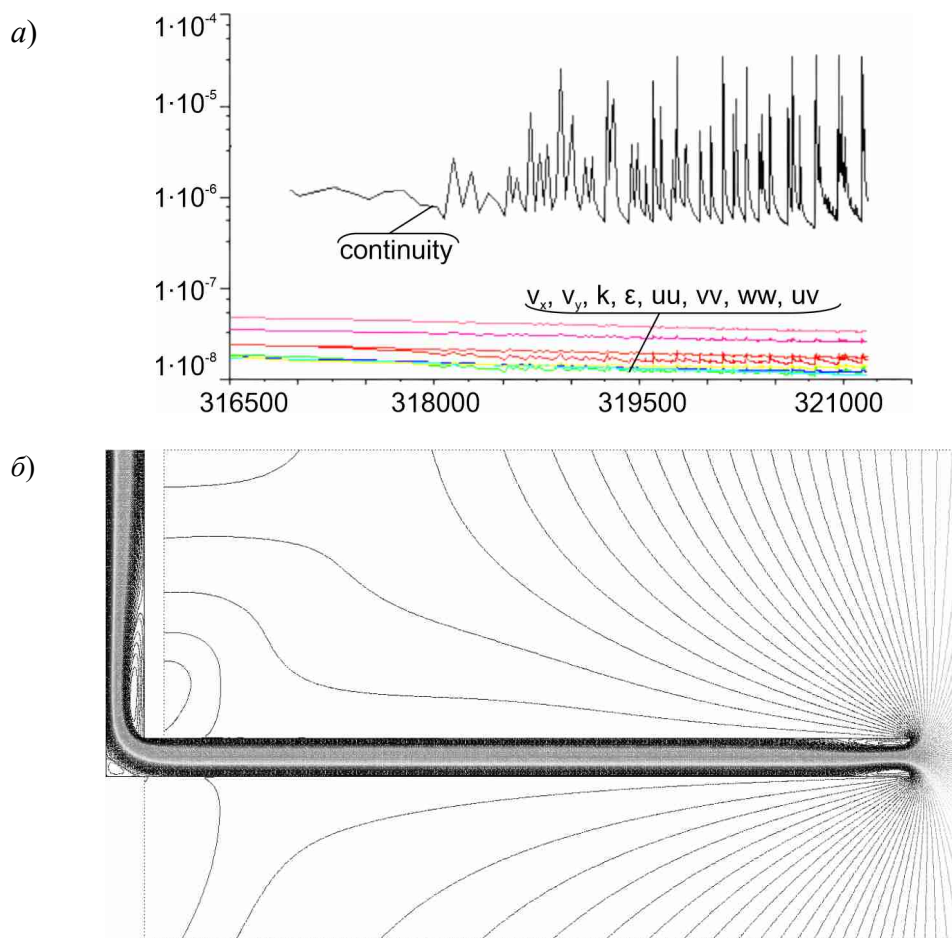 а)
1·10⁻⁴
1·10⁻⁵
1·10⁻⁶
continuity
1·10⁻⁷
vₓ, vᵧ, k, ε, uu, vv, ww, uv
1·10⁻⁸
316500 318000 319500 321000
б)